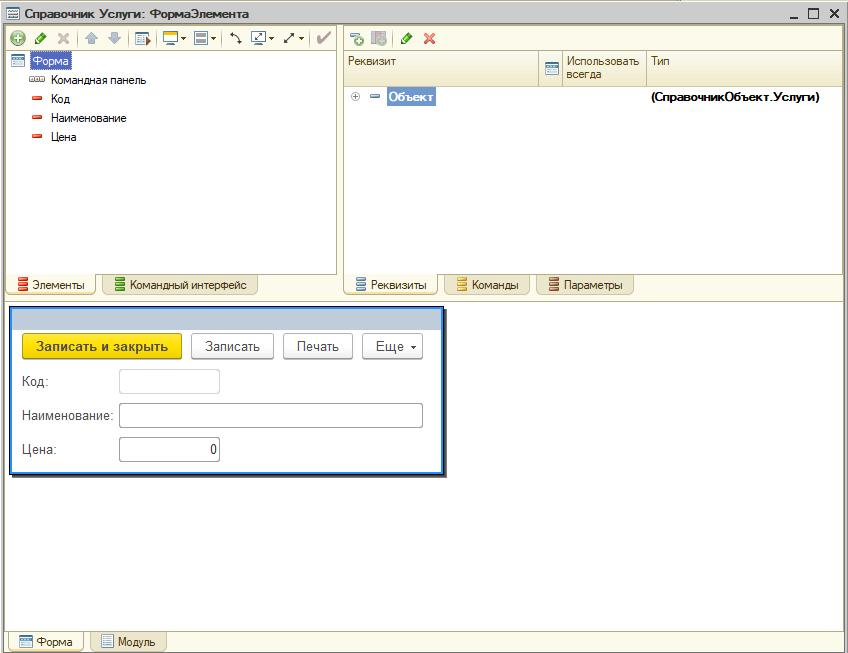 Справочник Услуги: ФормаЭлемента
Форма
Командная панель
Код
Наименование
Цена
Элементы
Командный интерфейс
Реквизит
Использовать
всегда
Тип
Объект
(СправочникОбъект.Услуги)
Реквизиты
Команды
Параметры
Записать и закрыть
Записать
Печать
Еще
Код:
Наименование:
Цена:
0
Форма
Модуль